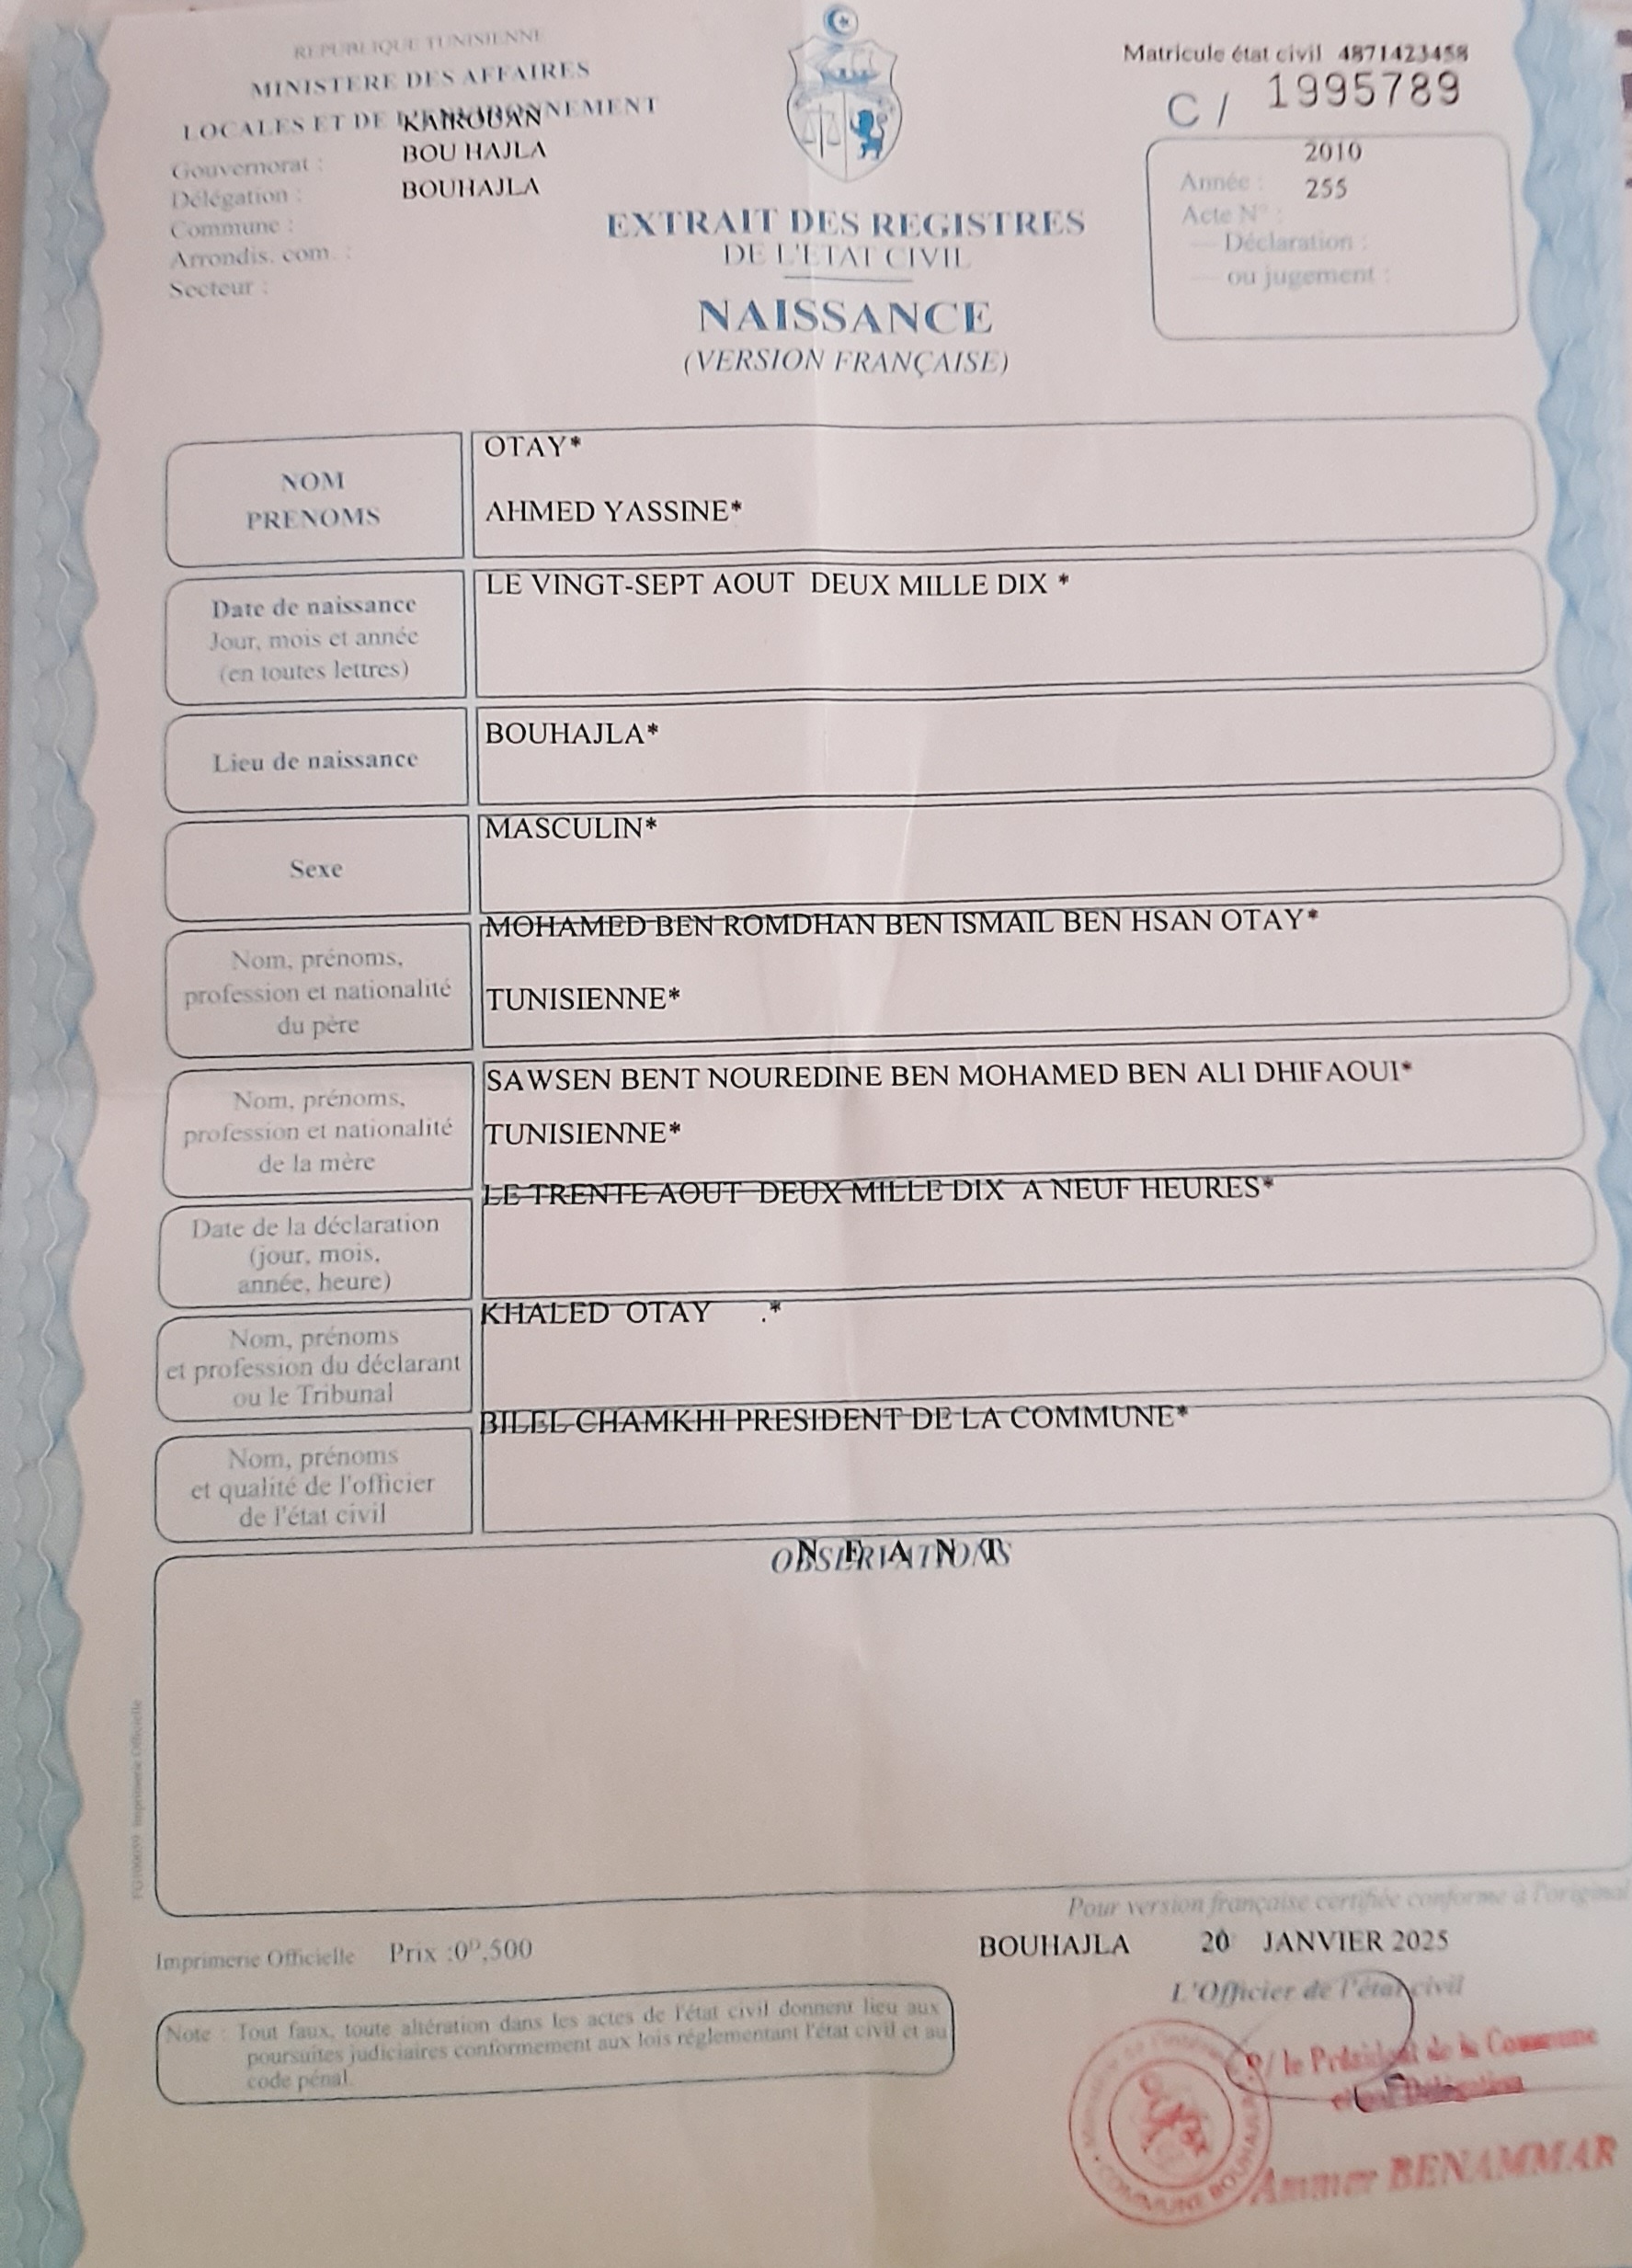 REPUBLIQUE TUNISIENNE
MINISTERE DES AFFAIRES
LOCALES ET DE L'ENVIRONNEMENT
KAIROUAN
Gouvernorat : BOU HAJLA
Délégation : BOUHAJLA
Commune :
Arrondis. com. :
Secteur :
Matricule état civil 4871423458
C / 1995789
2010
Année : 255
Acte N° :
Déclaration :
ou jugement :
EXTRAIT DES REGISTRES
DE L'ETAT CIVIL
NAISSANCE
(VERSION FRANÇAISE)
NOM
PRENOMS
OTAY*
AHMED YASSINE*
Date de naissance
Jour, mois et année
(en toutes lettres)
LE VINGT-SEPT AOUT DEUX MILLE DIX *
Lieu de naissance
BOUHAJLA*
Sexe
MASCULIN*
Nom, prénoms,
profession et nationalité
du père
MOHAMED BEN ROMDHAN BEN ISMAIL BEN HSAN OTAY*
TUNISIENNE*
Nom, prénoms,
profession et nationalité
de la mère
SAWSEN BENT NOUREDINE BEN MOHAMED BEN ALI DHIFAOUI*
TUNISIENNE*
Date de la déclaration
(jour, mois,
année, heure)
LE TRENTE AOUT DEUX MILLE DIX A NEUF HEURES*
Nom, prénoms
et profession du déclarant
ou le Tribunal
KHALED OTAY .*
Nom, prénoms
et qualité de l'officier
de l'état civil
BILEL CHAMKHI PRESIDENT DE LA COMMUNE*
OBSERVATIONS
N E A N T
Imprimerie Officielle
Pour version française certifiée conforme à l'original
Imprimerie Officielle Prix :0ᴰ,500
BOUHAJLA 20 JANVIER 2025
L'Officier de l'état civil
Note : Tout faux, toute altération dans les actes de l'état civil donnent lieu aux
poursuites judiciaires conformement aux lois réglementant l'état civil et au
code pénal.
P/ le Président de la Commune
Ammer BENAMMAR
COMMUNE BOUHAJLA